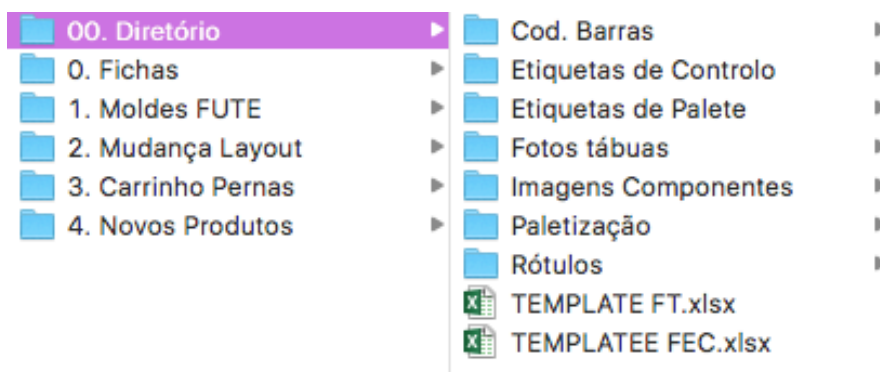 00. Diretório
0. Fichas
1. Moldes FUTE
2. Mudança Layout
3. Carrinho Pernas
4. Novos Produtos
Cod. Barras
Etiquetas de Controlo
Etiquetas de Palete
Fotos tábuas
Imagens Componentes
Paletização
Rótulos
TEMPLATE FT.xlsx
TEMPLATEE FEC.xlsx